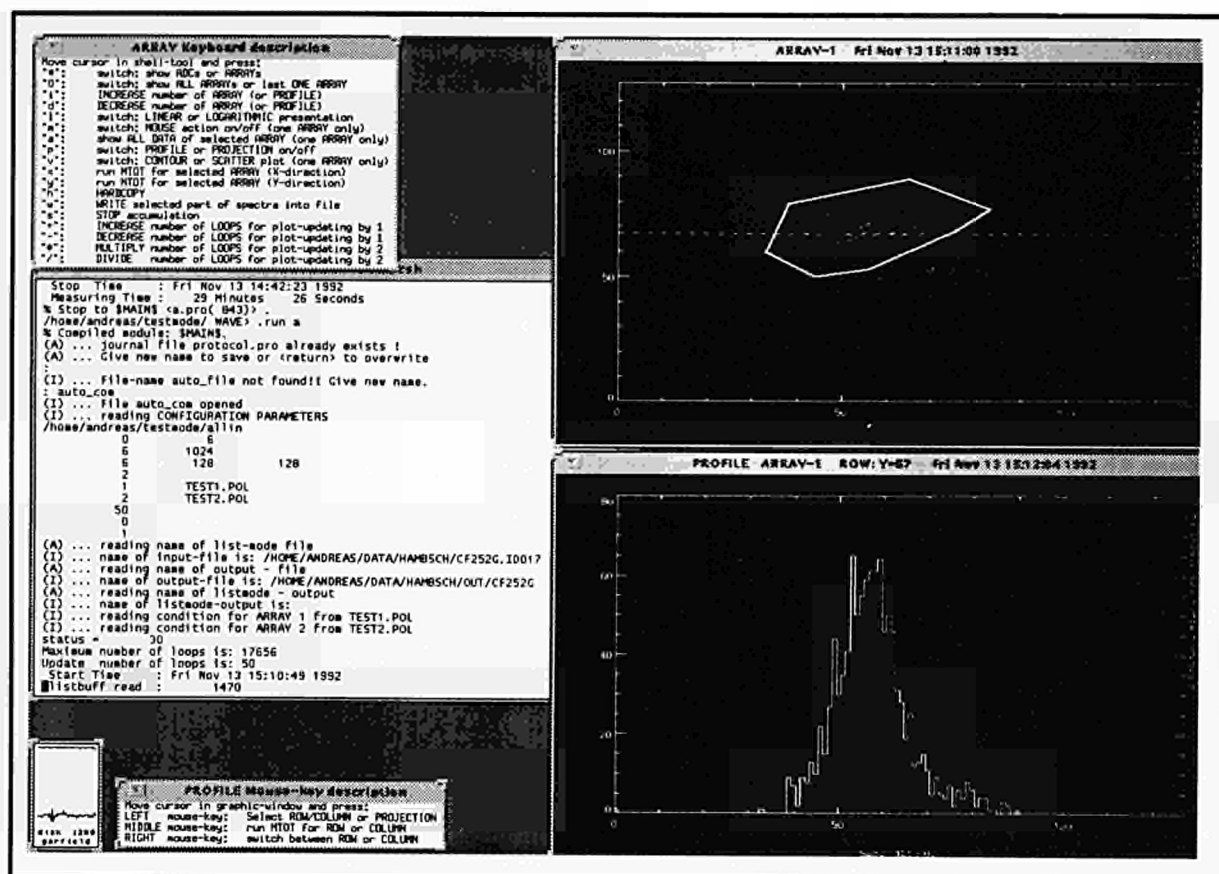 ARRAY Keyboard description
Move cursor in shell-tool and press:
switch: show ADCs or ARRAYs
"O": switch: show ALL ARRAYs or last ONE ARRAY
"i": INCREASE number of ARRAY (or PROFILE)
"d": DECREASE number of ARRAY (or PROFILE)
"l": switch: LINEAR or LOGARITHMIC presentation
"m": switch: MOUSE action on/off (one ARRAY only)
"a": show ALL DATA of selected ARRAY (one ARRAY only)
"p": switch: PROFILE or PROJECTION on/off
"v": switch: CONTOUR or SCATTER plot (one ARRAY only)
"x": run MTOT for selected ARRAY (X-direction)
"y": run MTOT for selected ARRAY (Y-direction)
"h": HARDCOPY
"w": WRITE selected part of spectra into file
"s": STOP accumulation
"+": INCREASE number of LOOPS for plot-updating by 1
"-": DECREASE number of LOOPS for plot-updating by 1
"*": MULTIPLY number of LOOPS for plot-updating by 2
"/": DIVIDE number of LOOPS for plot-updating by 2
Stop Time : Fri Nov 13 14:42:23 1992
Measuring Time : 29 Minutes 26 Seconds
% Stop to $MAIN$ <a.pro( 843)> .
/home/andreas/testmode/ WAVE> .run a
% Compiled module: $MAIN$.
(A) ... journal file protocol.pro already exists !
(A) ... Give new name to save or <return> to overwrite
:
(I) ... File-name auto_file not found!! Give new name.
: auto_com
(I) ... File auto_com opened
(I) ... reading CONFIGURATION PARAMETERS
/home/andreas/testmode/allin
0 6
6 1024
6 128 128
2
1 TEST1.POL
2 TEST2.POL
50
0
1
(A) ... reading name of list-mode file
(I) ... name of input-file is: /HOME/ANDREAS/DATA/HAMBSCH/CF252G.ID017
(A) ... reading name of output - file
(I) ... name of output-file is: /HOME/ANDREAS/DATA/HAMBSCH/OUT/CF252G
(A) ... reading name of listmode - output
(I) ... name of listmode-output is:
(I) ... reading condition for ARRAY 1 from TEST1.POL
(I) ... reading condition for ARRAY 2 from TEST2.POL
status = 30
Maximum number of loops is: 17656
Update number of loops is: 50
Start Time : Fri Nov 13 15:10:49 1992
listbuff read : 1470
disk 1200
garfield
PROFILE Mouse-key description
Move cursor in graphic-window and press:
LEFT mouse-key: Select ROW/COLUMN or PROJECTION
MIDDLE mouse-key: run MTOT for ROW or COLUMN
RIGHT mouse-key: switch between ROW or COLUMN
ARRAY-1 Fri Nov 13 15:11:00 1992
100
50
0
0 50 100
PROFILE ARRAY-1 ROW: Y=67 Fri Nov 13 15:12:04 1992
80
60
40
20
0
0 50 100